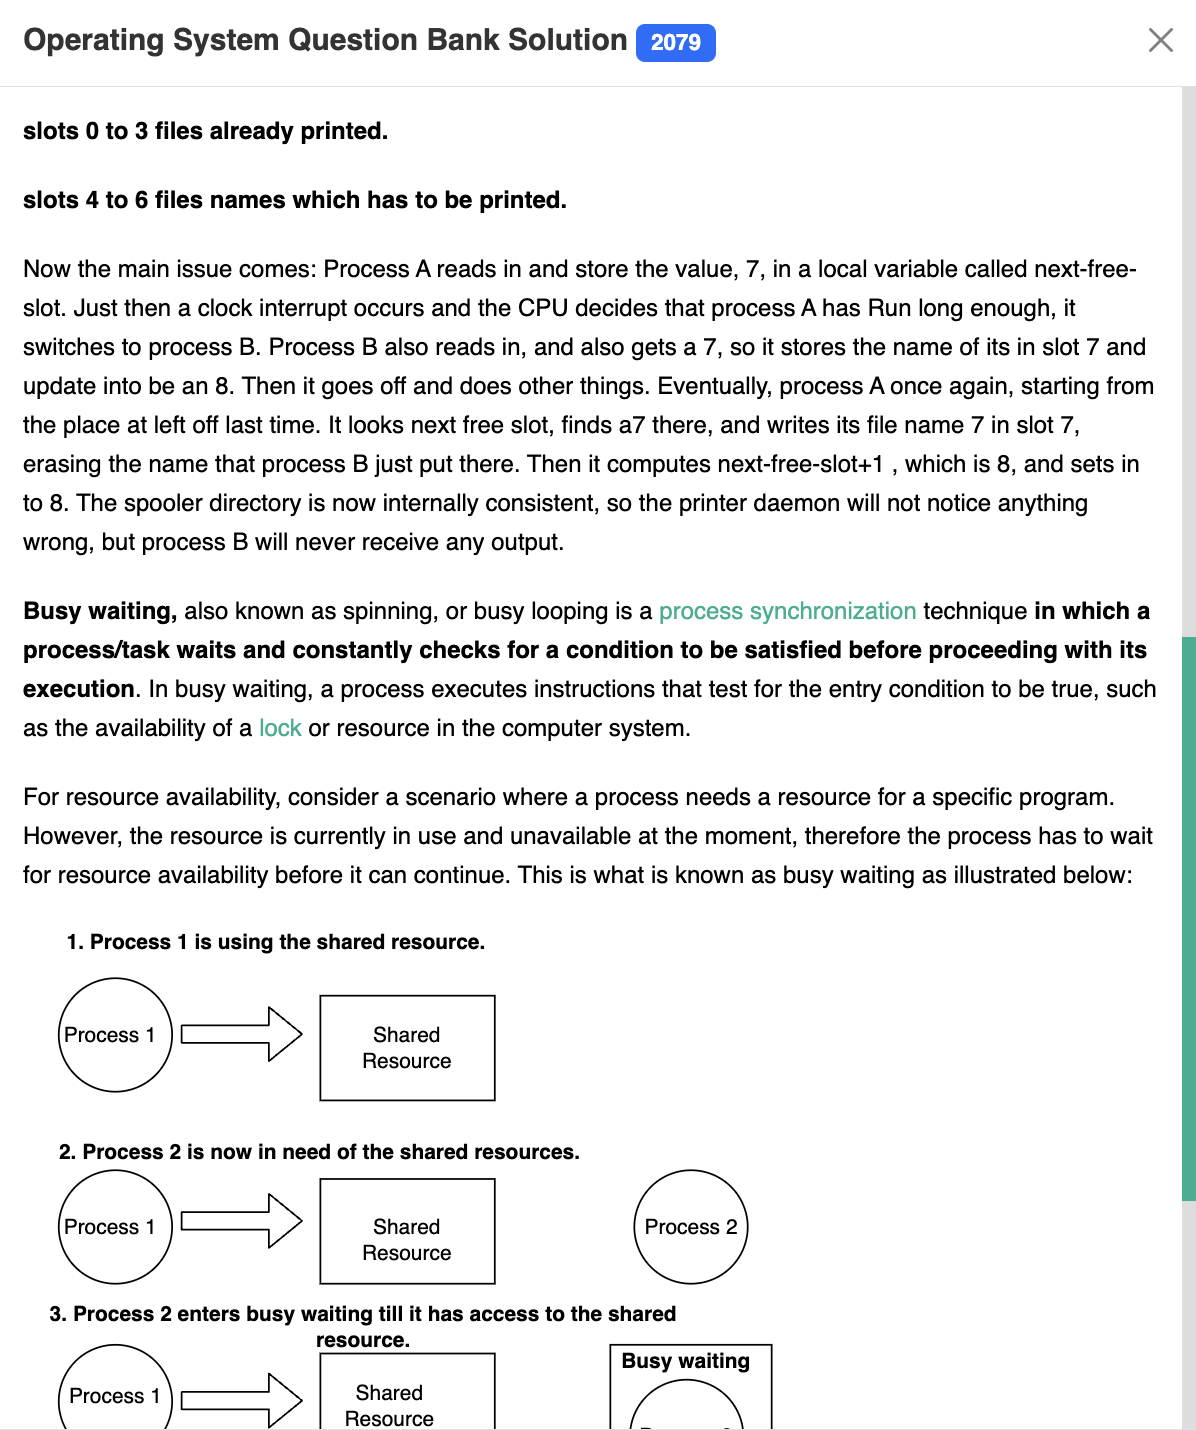 Operating System Question Bank Solution 2079
slots 0 to 3 files already printed.
slots 4 to 6 files names which has to be printed.
Now the main issue comes: Process A reads in and store the value, 7, in a local variable called next-free-
slot. Just then a clock interrupt occurs and the CPU decides that process A has Run long enough, it
switches to process B. Process B also reads in, and also gets a 7, so it stores the name of its in slot 7 and
update into be an 8. Then it goes off and does other things. Eventually, process A once again, starting from
the place at left off last time. It looks next free slot, finds a7 there, and writes its file name 7 in slot 7,
erasing the name that process B just put there. Then it computes next-free-slot+1 , which is 8, and sets in
to 8. The spooler directory is now internally consistent, so the printer daemon will not notice anything
wrong, but process B will never receive any output.
Busy waiting, also known as spinning, or busy looping is a process synchronization technique in which a
process/task waits and constantly checks for a condition to be satisfied before proceeding with its
execution. In busy waiting, a process executes instructions that test for the entry condition to be true, such
as the availability of a lock or resource in the computer system.
For resource availability, consider a scenario where a process needs a resource for a specific program.
However, the resource is currently in use and unavailable at the moment, therefore the process has to wait
for resource availability before it can continue. This is what is known as busy waiting as illustrated below:
1. Process 1 is using the shared resource.
Process 1
Shared
Resource
2. Process 2 is now in need of the shared resources.
Process 1
Shared
Resource
Process 2
3. Process 2 enters busy waiting till it has access to the shared
resource.
Process 1
Shared
Resource
Busy waiting